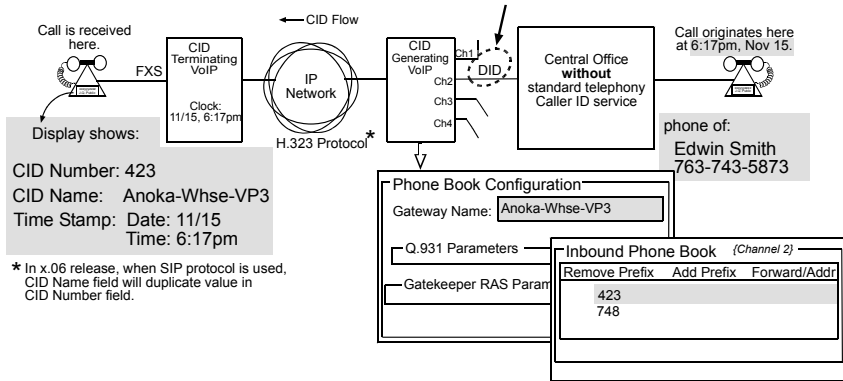 CID Flow
Call is received
here.
FXS
CID
Terminating
VoIP
Clock:
11/15, 6:17pm
IP
Network
H.323 Protocol*
CID
Generating
VoIP
Ch1
Ch2
Ch3
Ch4
DID
Central Office
without
standard telephony
Caller ID service
Call originates here
at 6:17pm, Nov 15.
phone of:
Edwin Smith
763-743-5873
Display shows:
CID Number: 423
CID Name: Anoka-Whse-VP3
Time Stamp: Date: 11/15
Time: 6:17pm
* In x.06 release, when SIP protocol is used,
CID Name field will duplicate value in
CID Number field.
Phone Book Configuration
Gateway Name: Anoka-Whse-VP3
Q.931 Parameters
Gatekeeper RAS Param
Inbound Phone Book {Channel 2}
Remove Prefix Add Prefix Forward/Addr
423
748